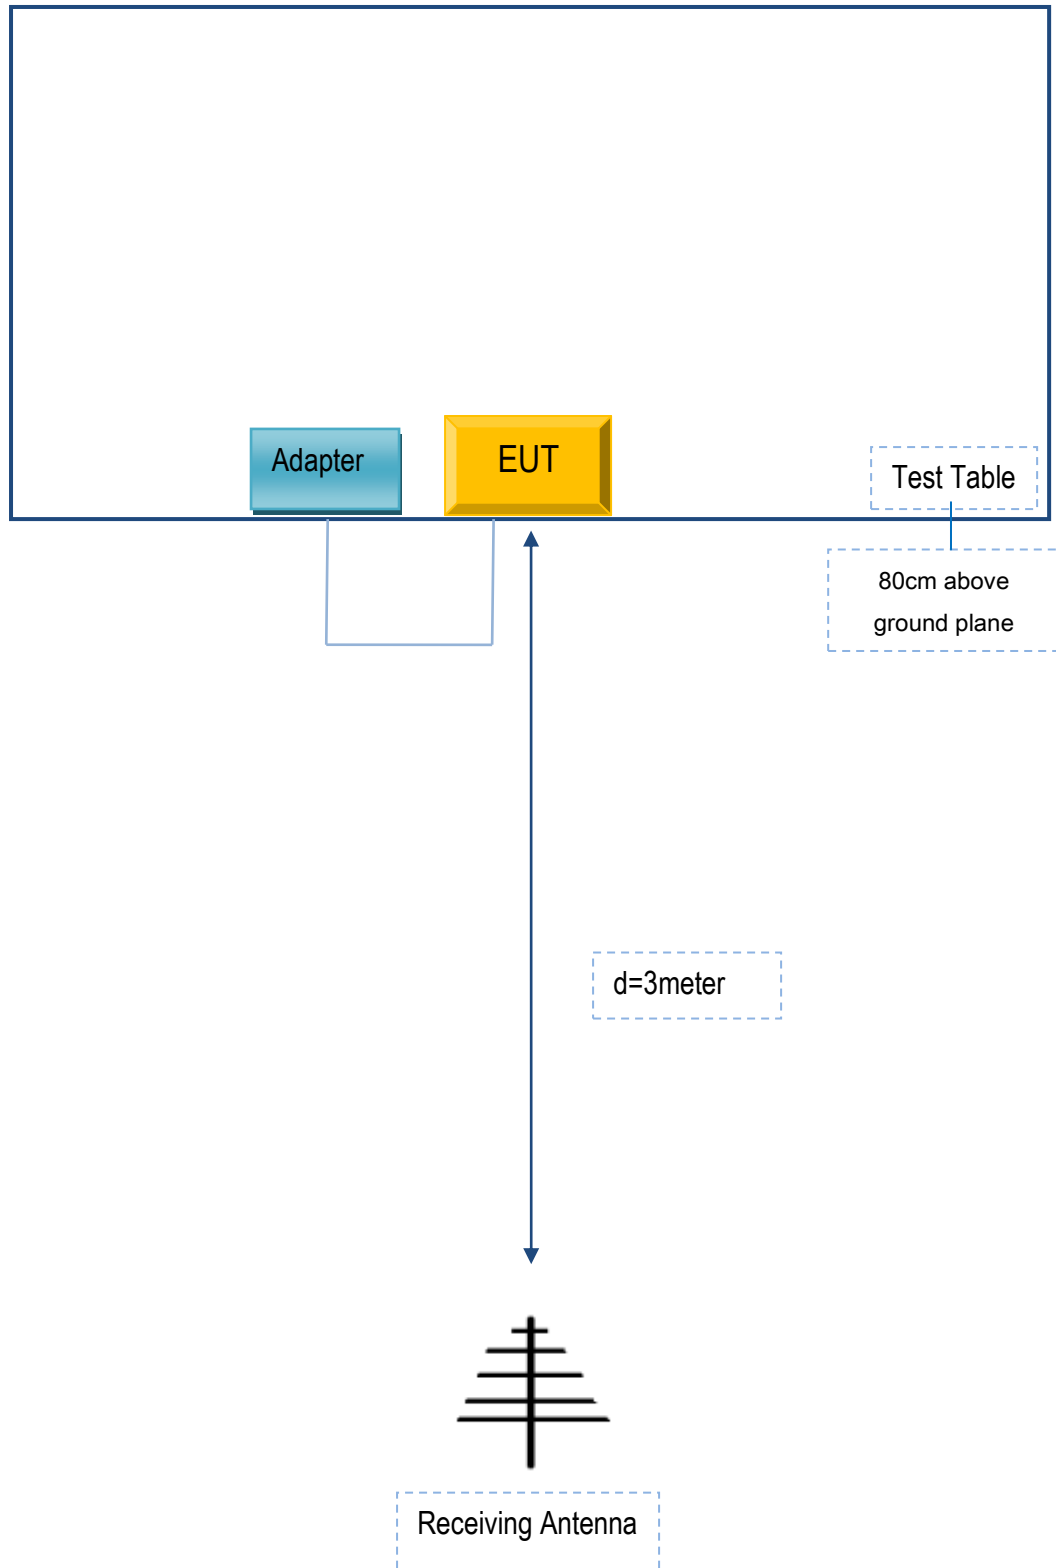 Adapter
EUT
Test Table
80cm above
ground plane
d=3meter
Receiving Antenna